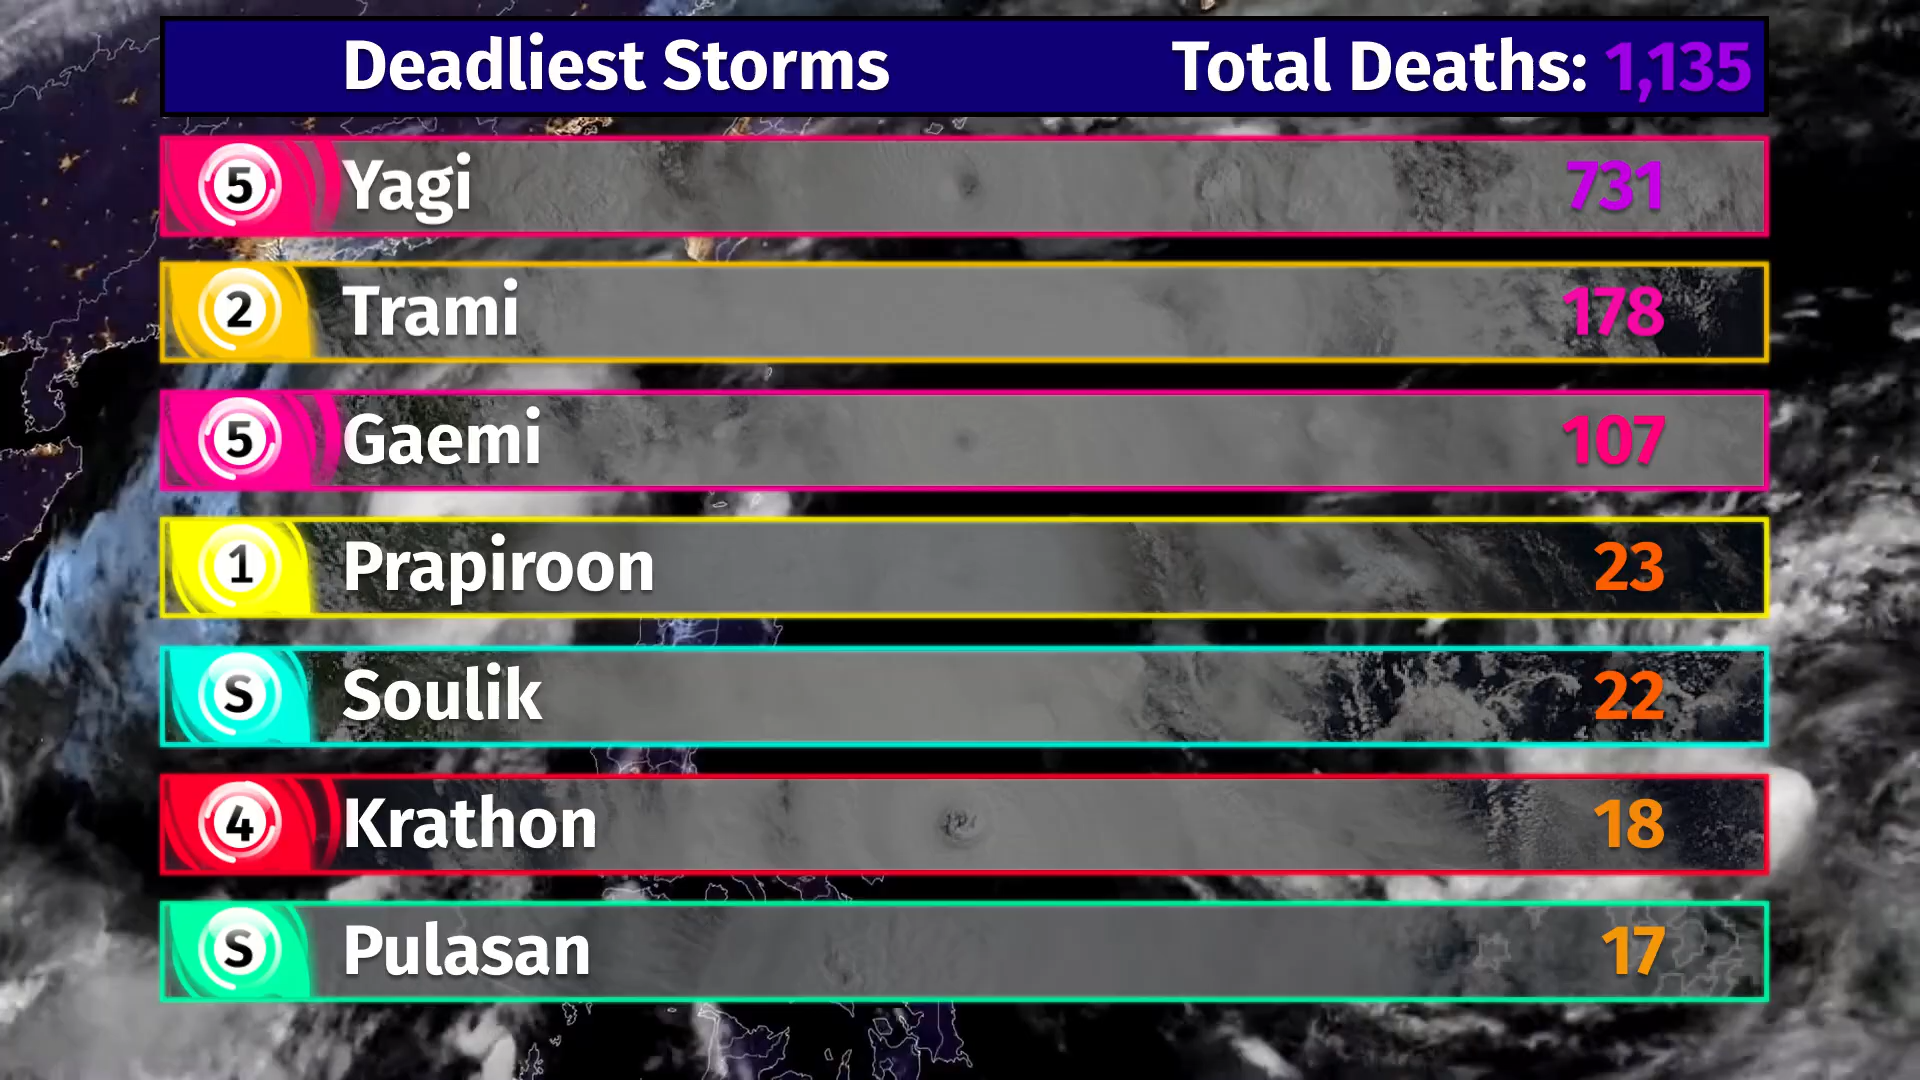 Deadliest Storms Total Deaths: 1,135
5 Yagi 731
2 Trami 178
5 Gaemi 107
1 Prapiroon 23
S Soulik 22
4 Krathon 18
S Pulasan 17